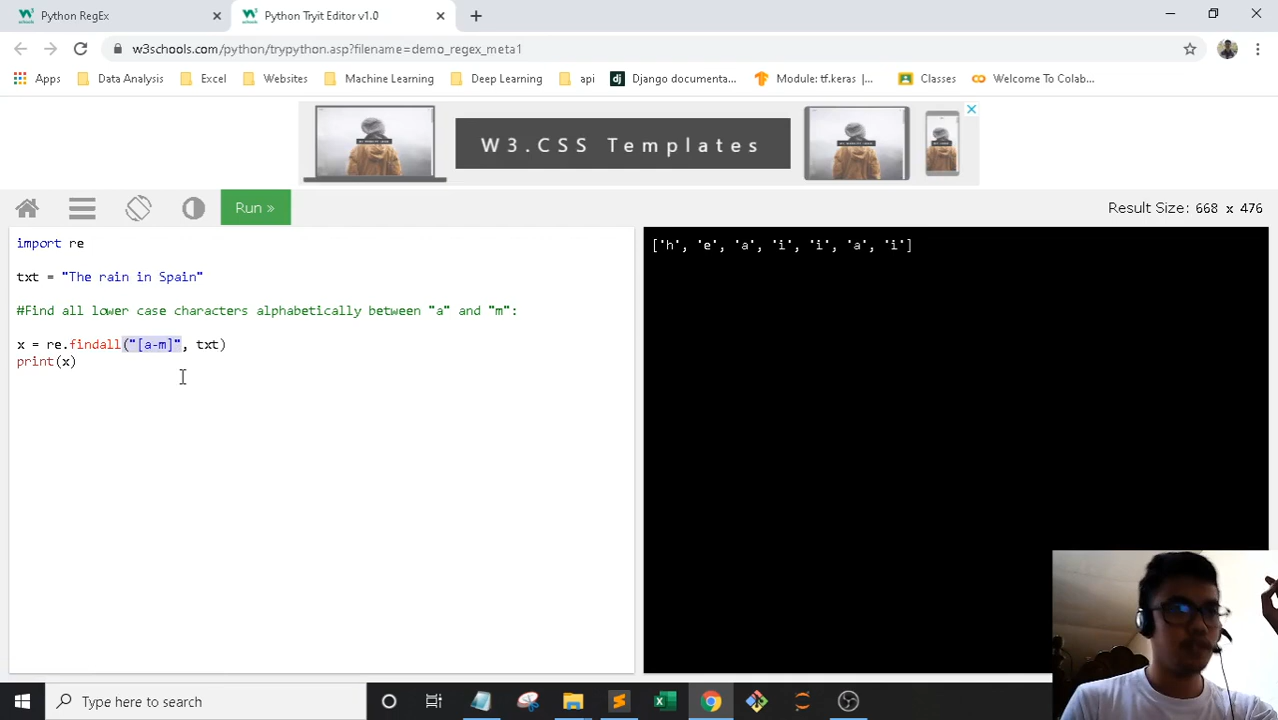 Python RegEx
Python Tryit Editor v1.0
w3schools.com/python/trypython.asp?filename=demo_regex_meta1
Apps
Data Analysis
Excel
Websites
Machine Learning
Deep Learning
api
Django documenta...
Module: tf.keras |...
Classes
Welcome To Colab...
W3.CSS Templates
Run »
Result Size: 668 x 476
import re
txt = "The rain in Spain"
#Find all lower case characters alphabetically between "a" and "m":
x = re.findall("[a-m]", txt)
print(x)
['h', 'e', 'a', 'i', 'i', 'a', 'i']
Type here to search